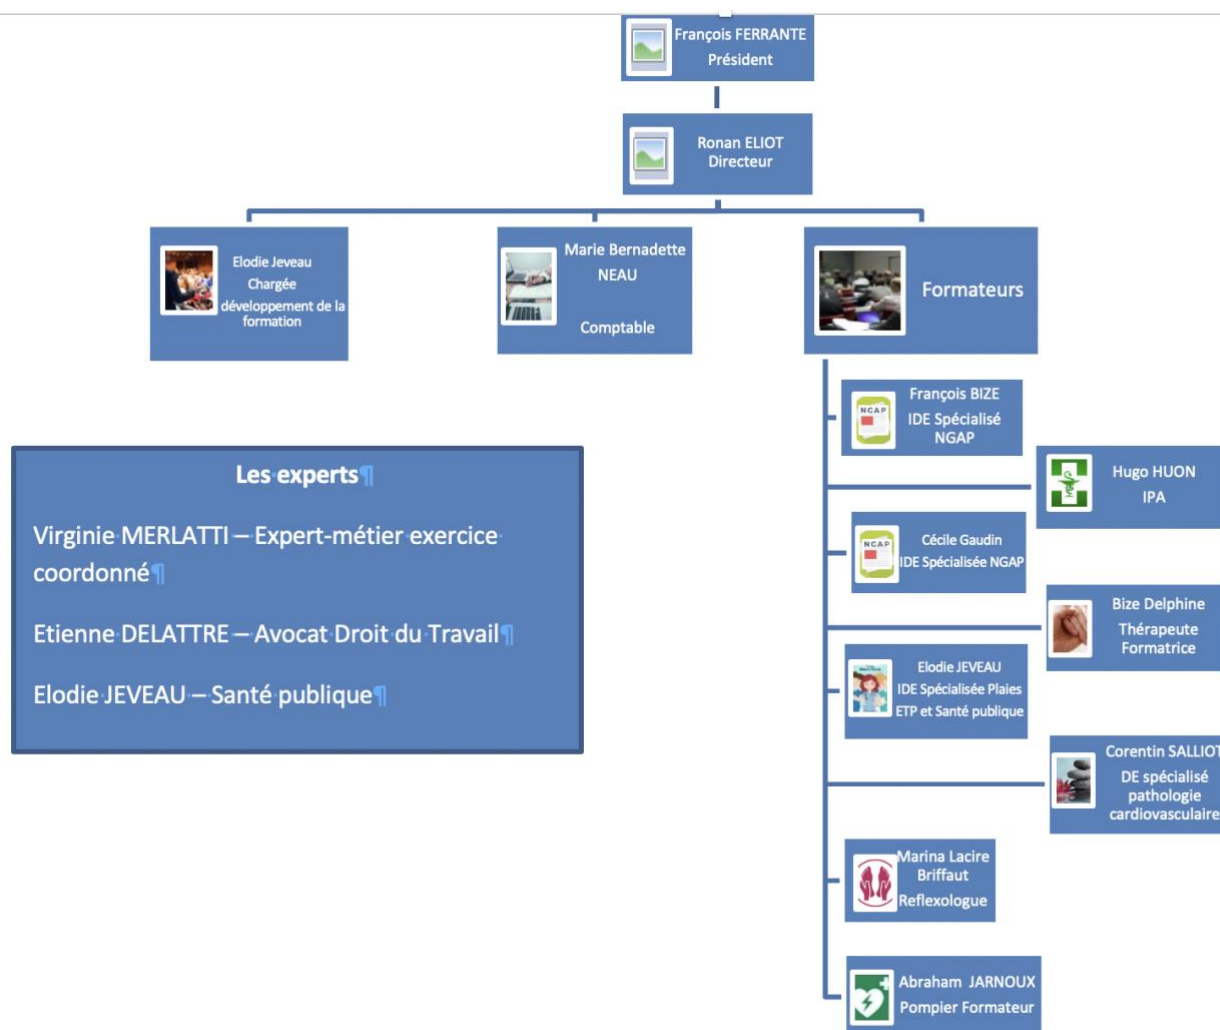 François FERRANTE
Président
Ronan ELIOT
Directeur
Elodie Jeveau
Chargée
développement de la
formation
Marie Bernadette
NEAU
Comptable
Formateurs
NGAP
François BIZE
IDE Spécialisé
NGAP
Hugo HUON
IPA
NGAP
Cécile Gaudin
IDE Spécialisée NGAP
Bize Delphine
Thérapeute
Formatrice
Elodie JEVEAU
IDE Spécialisée Plaies
ETP et Santé publique
Corentin SALLIOT
DE spécialisé
pathologie
cardiovasculaire
Marina Lacire
Briffaut
Reflexologue
Abraham JARNOUX
Pompier Formateur
Les·experts¶
Virginie·MERLATTI·–·Expert-métier·exercice·
coordonné¶
Etienne·DELATTRE·–·Avocat·Droit·du·Travail¶
Elodie·JEVEAU·–·Santé·publique¶